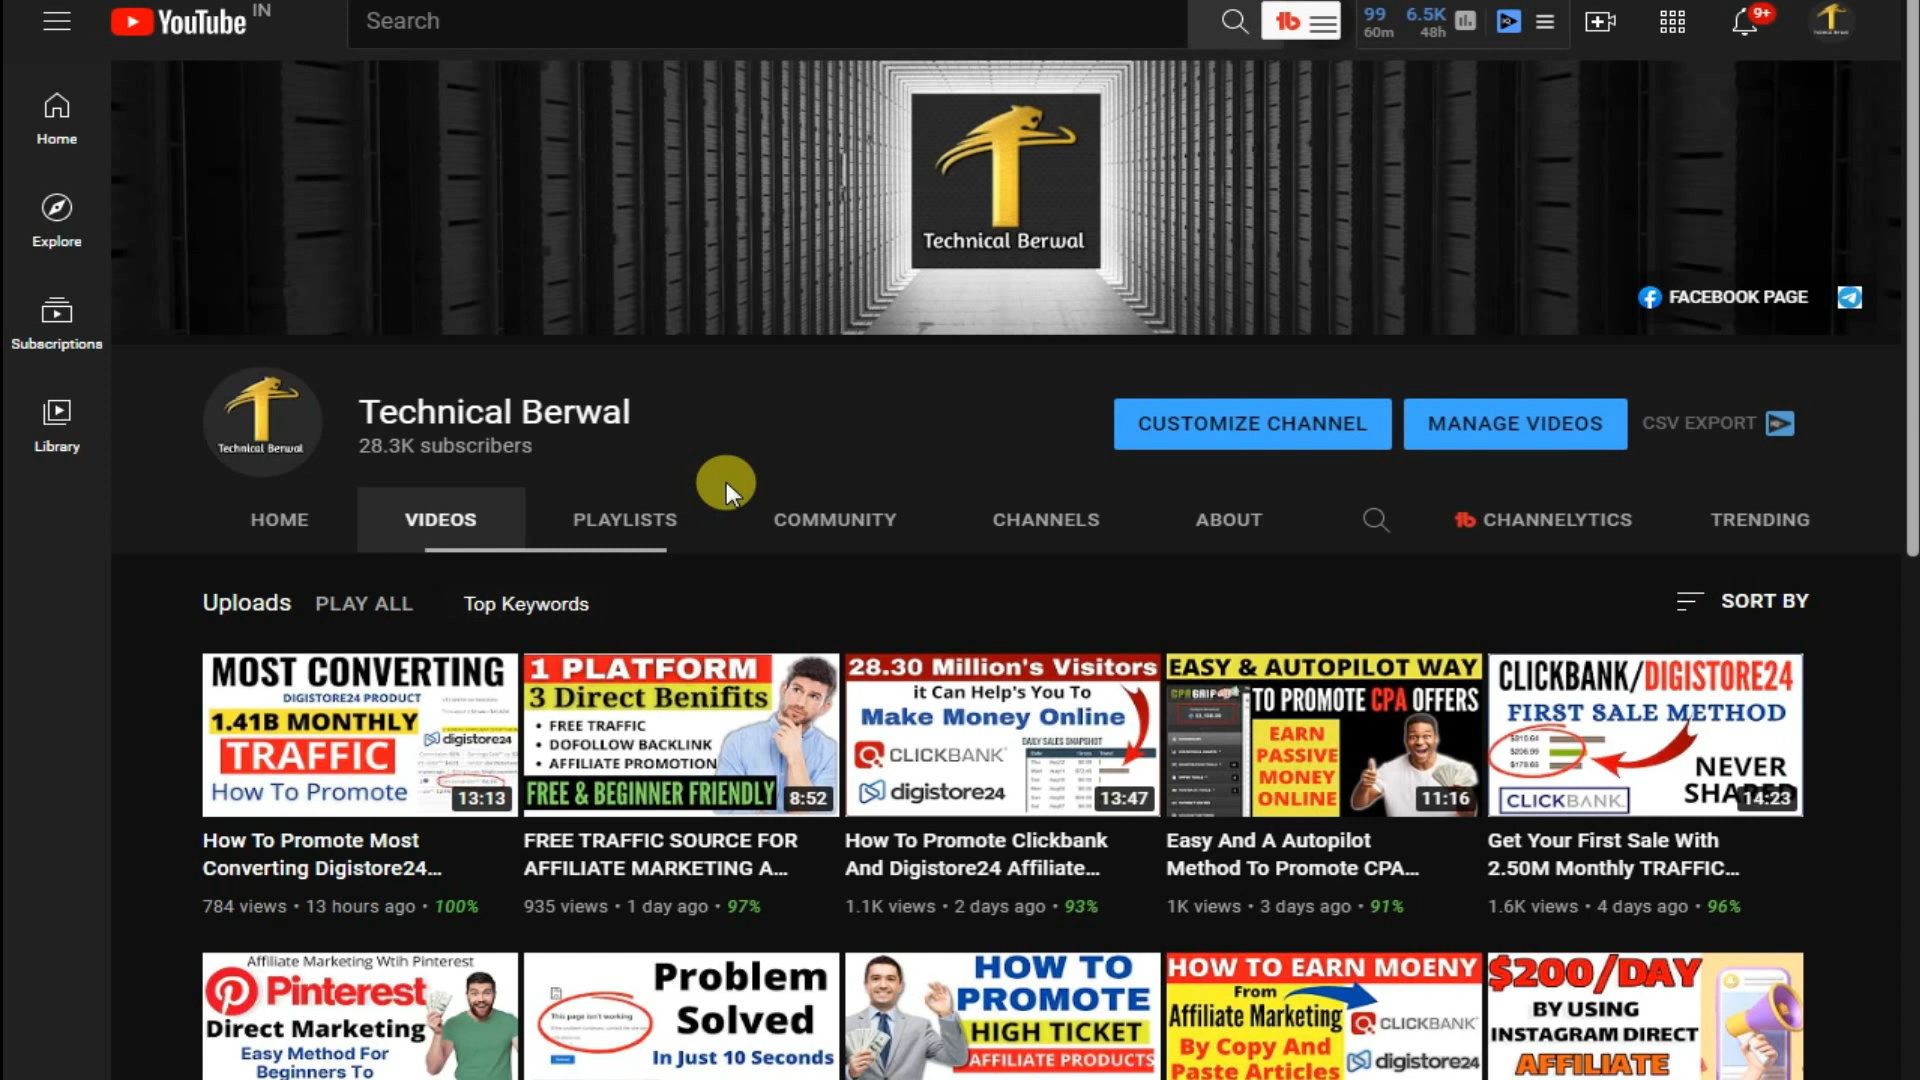 YouTube IN
Search
99
60m
6.5K
48h
9+
Home
Explore
Subscriptions
Library
Technical Berwal
FACEBOOK PAGE
Technical Berwal
Technical Berwal
28.3K subscribers
CUSTOMIZE CHANNEL
MANAGE VIDEOS
CSV EXPORT
HOME
VIDEOS
PLAYLISTS
COMMUNITY
CHANNELS
ABOUT
CHANNELYTICS
TRENDING
Uploads
PLAY ALL
Top Keywords
SORT BY
MOST CONVERTING
DIGISTORE24 PRODUCT
1.41B MONTHLY
TRAFFIC
digistore24
How To Promote
13:13
How To Promote Most
Converting Digistore24...
784 views • 13 hours ago • 100%
1 PLATFORM
3 Direct Benifits
• FREE TRAFFIC
• DOFOLLOW BACKLINK
• AFFILIATE PROMOTION
FREE & BEGINNER FRIENDLY
8:52
FREE TRAFFIC SOURCE FOR
AFFILIATE MARKETING A...
935 views • 1 day ago • 97%
28.30 Million's Visitors
it Can Help's You To
Make Money Online
CLICKBANK
DAILY SALES SNAPSHOT
digistore24
13:47
How To Promote Clickbank
And Digistore24 Affiliate...
1.1K views • 2 days ago • 93%
EASY & AUTOPILOT WAY
TO PROMOTE CPA OFFERS
EARN
PASSIVE
MONEY
ONLINE
11:16
Easy And A Autopilot
Method To Promote CPA...
1K views • 3 days ago • 91%
CLICKBANK/DIGISTORE24
FIRST SALE METHOD
NEVER
SHARED
CLICKBANK
14:23
Get Your First Sale With
2.50M Monthly TRAFFIC...
1.6K views • 4 days ago • 96%
Affiliate Marketing Wtih Pinterest
Pinterest
Direct Marketing
Easy Method For
Beginners To
This page isn't working
Problem
Solved
In Just 10 Seconds
HOW TO
PROMOTE
HIGH TICKET
AFFILIATE PRODUCTS
HOW TO EARN MOENY
From
Affiliate Marketing
By Copy And
Paste Articles
CLICKBANK
digistore24
$200/DAY
BY USING
INSTAGRAM DIRECT
AFFILIATE